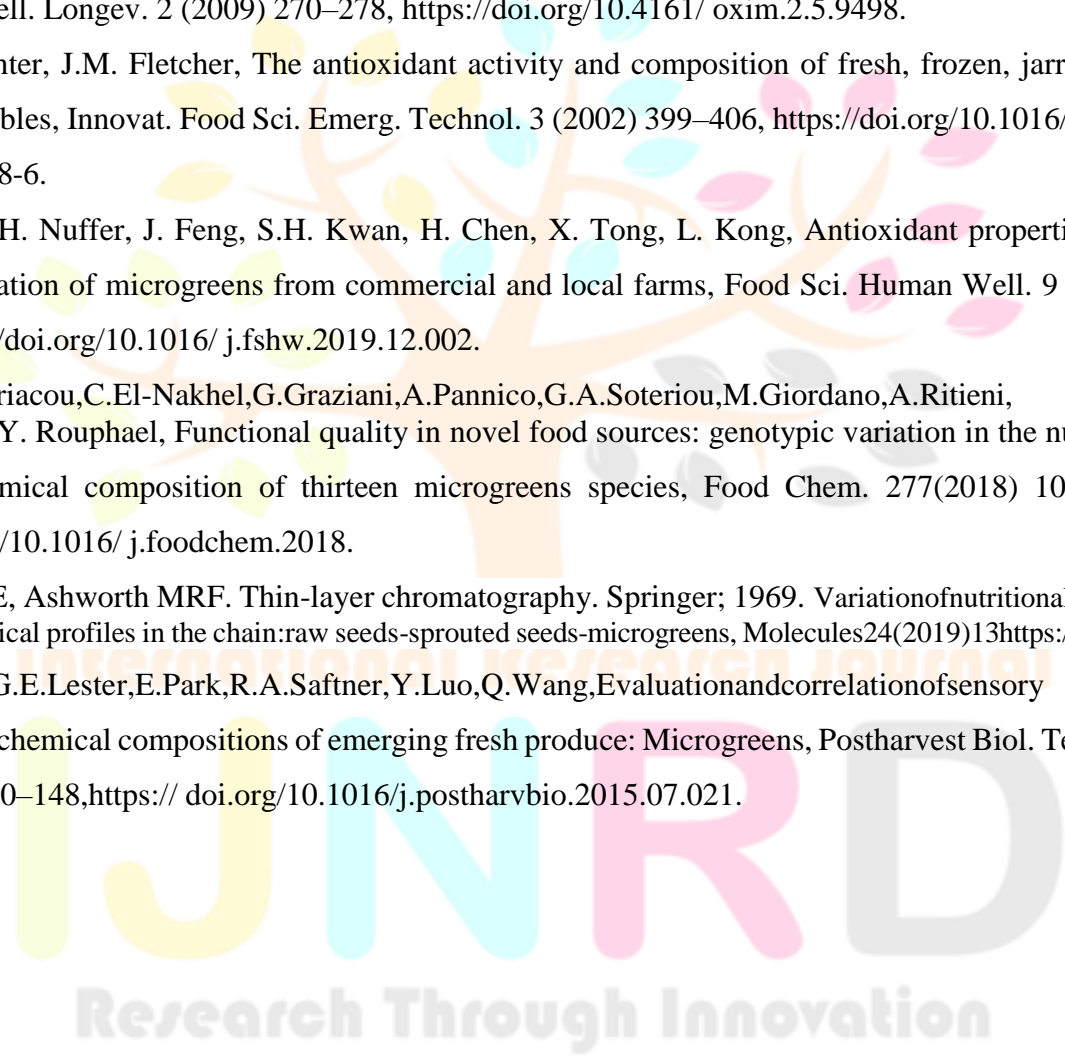 ell. Longev. 2 (2009) 270–278, https://doi.org/10.4161/ oxim.2.5.9498.
nter, J.M. Fletcher, The antioxidant activity and composition of fresh, frozen, jarr
bles, Innovat. Food Sci. Emerg. Technol. 3 (2002) 399–406, https://doi.org/10.1016/
8-6.
H. Nuffer, J. Feng, S.H. Kwan, H. Chen, X. Tong, L. Kong, Antioxidant properti
ation of microgreens from commercial and local farms, Food Sci. Human Well. 9
/doi.org/10.1016/ j.fshw.2019.12.002.
riacou,C.El-Nakhel,G.Graziani,A.Pannico,G.A.Soteriou,M.Giordano,A.Ritieni,
Y. Rouphael, Functional quality in novel food sources: genotypic variation in the nu
mical composition of thirteen microgreens species, Food Chem. 277(2018) 10
/10.1016/ j.foodchem.2018.
E, Ashworth MRF. Thin-layer chromatography. Springer; 1969. Variationofnutritional
ical profiles in the chain:raw seeds-sprouted seeds-microgreens, Molecules24(2019)13https:/
International Research Journal
G.E.Lester,E.Park,R.A.Saftner,Y.Luo,Q.Wang,Evaluationandcorrelationofsensory
chemical compositions of emerging fresh produce: Microgreens, Postharvest Biol. Te
0–148,https:// doi.org/10.1016/j.postharvbio.2015.07.021.
IJNRD
Research Through Innovation